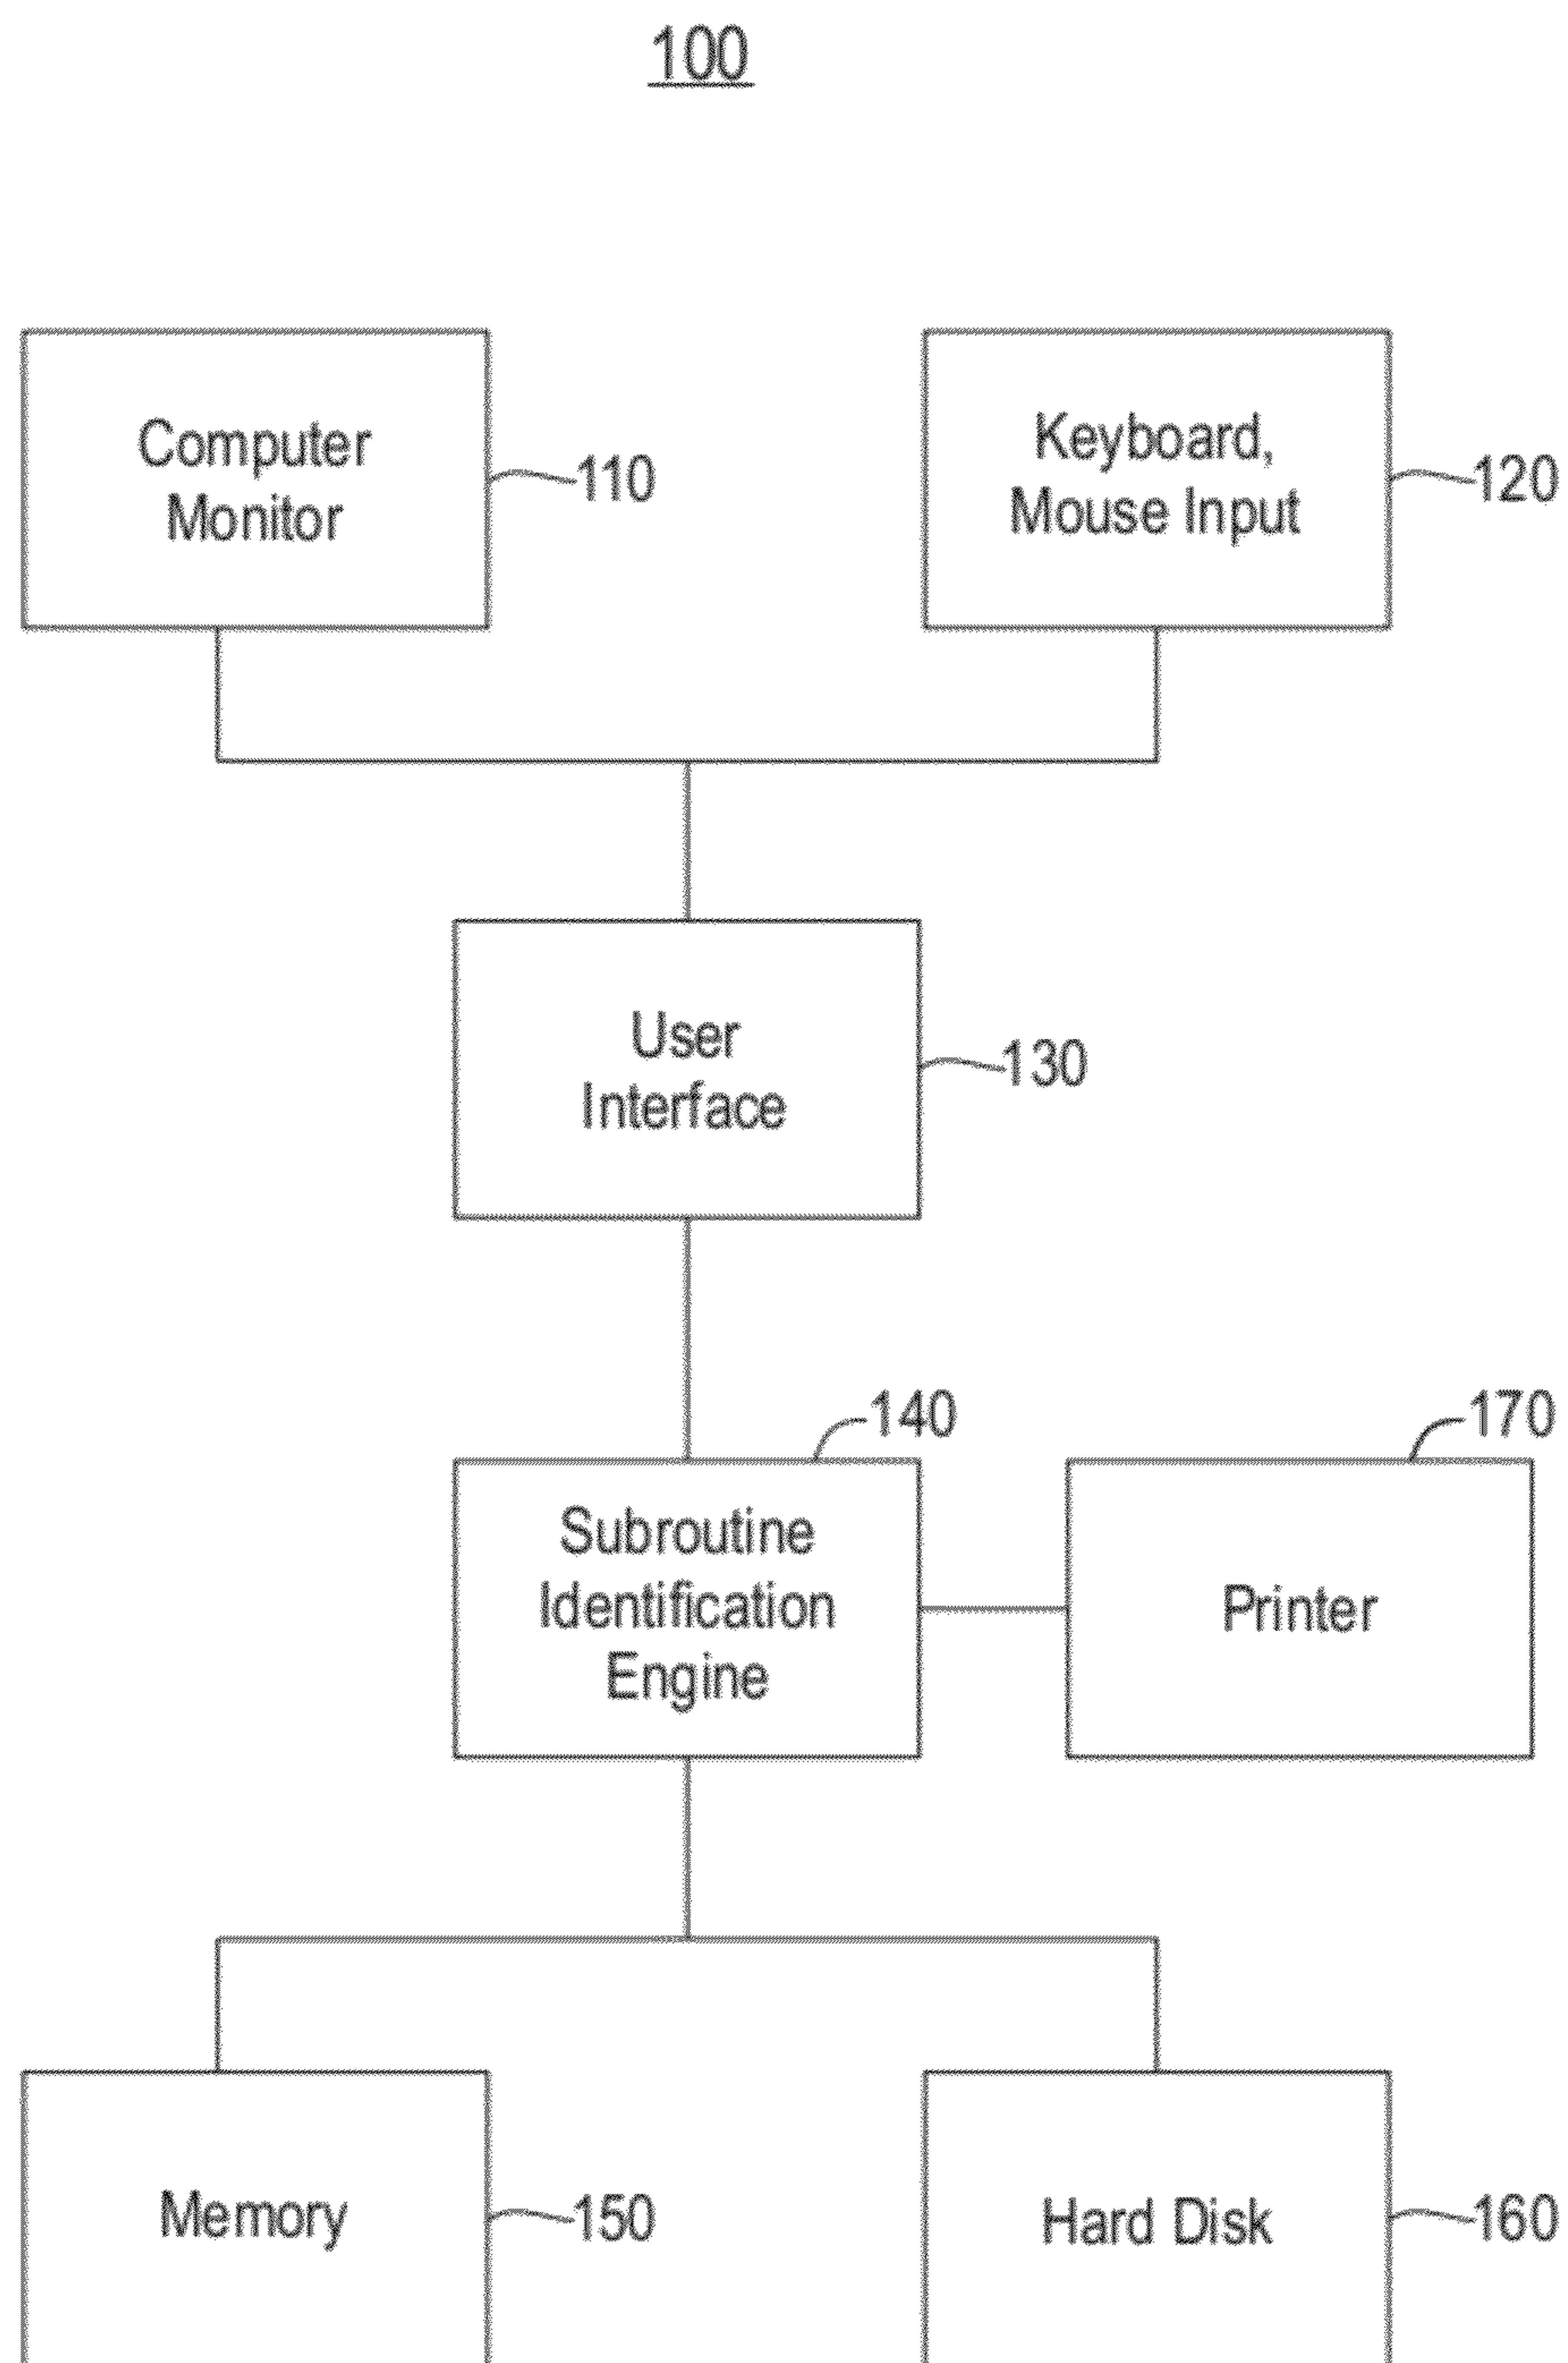 100
Computer
Monitor
110
Keyboard,
Mouse Input
120
User
Interface
130
140
Subroutine
Identification
Engine
170
Printer
Memory
150
Hard Disk
160